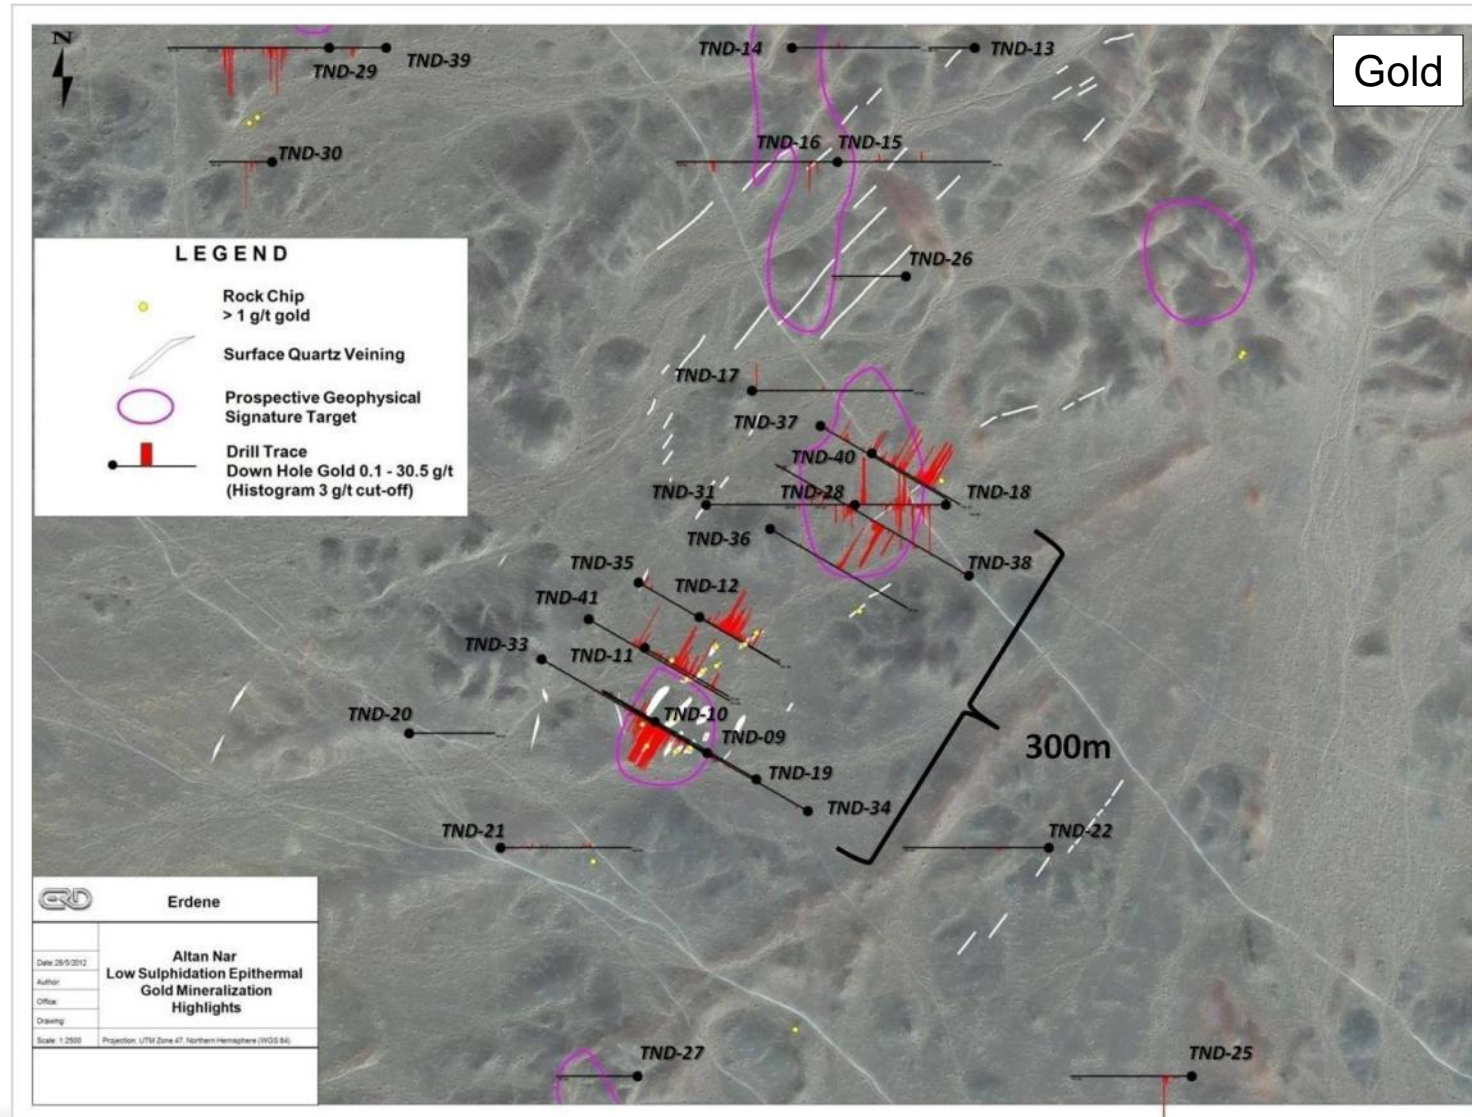 N
Gold
TND-14
TND-13
TND-29
TND-39
TND-30
TND-16
TND-15
TND-26
LEGEND
Rock Chip
> 1 g/t gold
Surface Quartz Veining
Prospective Geophysical
Signature Target
Drill Trace
Down Hole Gold 0.1 - 30.5 g/t
(Histogram 3 g/t cut-off)
TND-17
TND-37
TND-40
TND-31
TND-28
TND-18
TND-36
TND-38
TND-35
TND-12
TND-41
TND-33
TND-11
TND-20
TND-10
TND-09
TND-19
TND-34
300m
TND-21
TND-22
ERD
Erdene
Altan Nar
Low Sulphidation Epithermal
Gold Mineralization
Highlights
Date:
Author:
Office:
Drawing:
Scale: 1:2500
Projection: UTM Zone 47, Northern Hemisphere (WGS 84)
TND-27
TND-25